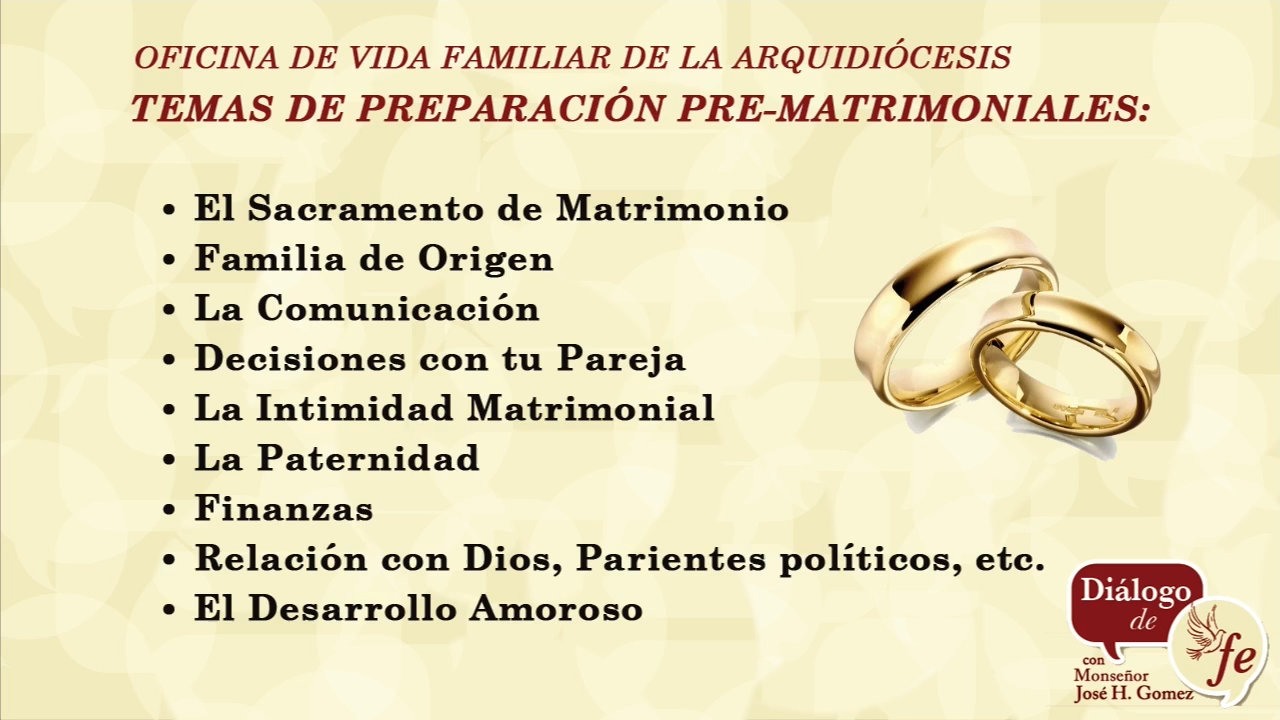 OFICINA DE VIDA FAMILIAR DE LA ARQUIDIÓCESIS
TEMAS DE PREPARACIÓN PRE-MATRIMONIALES:
• El Sacramento de Matrimonio
• Familia de Origen
• La Comunicación
• Decisiones con tu Pareja
• La Intimidad Matrimonial
• La Paternidad
• Finanzas
• Relación con Dios, Parientes políticos, etc.
• El Desarrollo Amoroso
Diálogo
de
fe
con
Monseñor
José H. Gomez